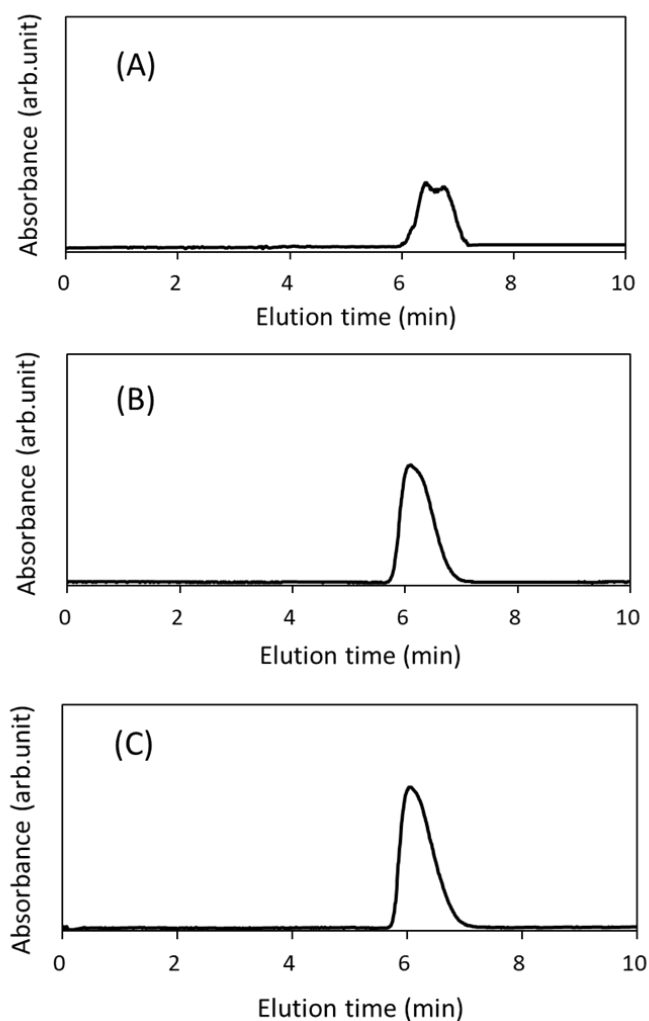 Absorbance (arb.unit)
(A)
0 2 4 6 8 10
Elution time (min)
Absorbance (arb.unit)
(B)
0 2 4 6 8 10
Elution time (min)
Absorbance (arb.unit)
(C)
0 2 4 6 8 10
Elution time (min)